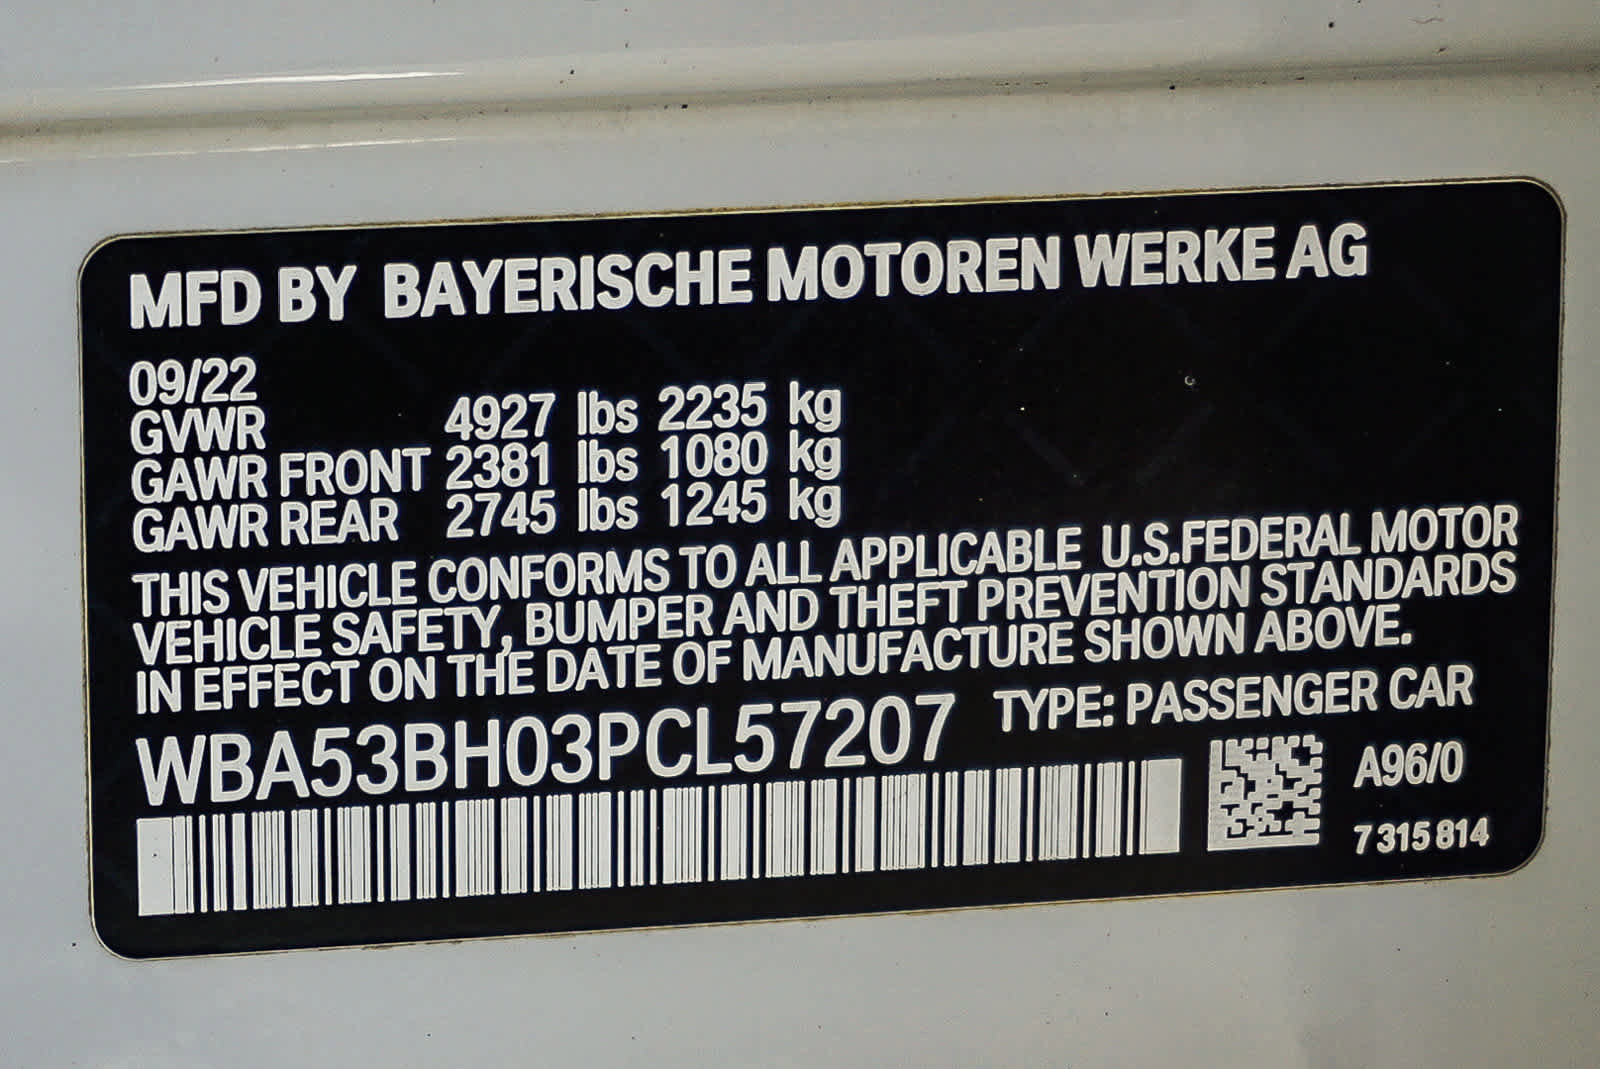 MFD BY BAYERISCHE MOTOREN WERKE AG
09/22
GVWR 4927 lbs 2235 kg
GAWR FRONT 2381 lbs 1080 kg
GAWR REAR 2745 lbs 1245 kg
THIS VEHICLE CONFORMS TO ALL APPLICABLE U.S.FEDERAL MOTOR
VEHICLE SAFETY, BUMPER AND THEFT PREVENTION STANDARDS
IN EFFECT ON THE DATE OF MANUFACTURE SHOWN ABOVE.
WBA53BH03PCL57207 TYPE: PASSENGER CAR
A96/0
7 315 814